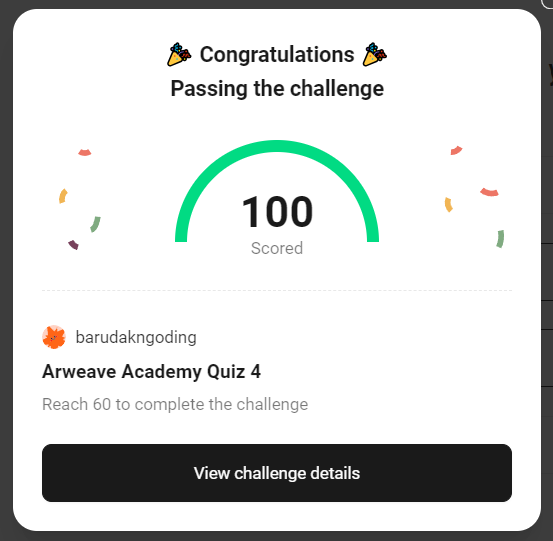 🎉 Congratulations 🎉
Passing the challenge
100
Scored
barudakngoding
Arweave Academy Quiz 4
Reach 60 to complete the challenge
View challenge details